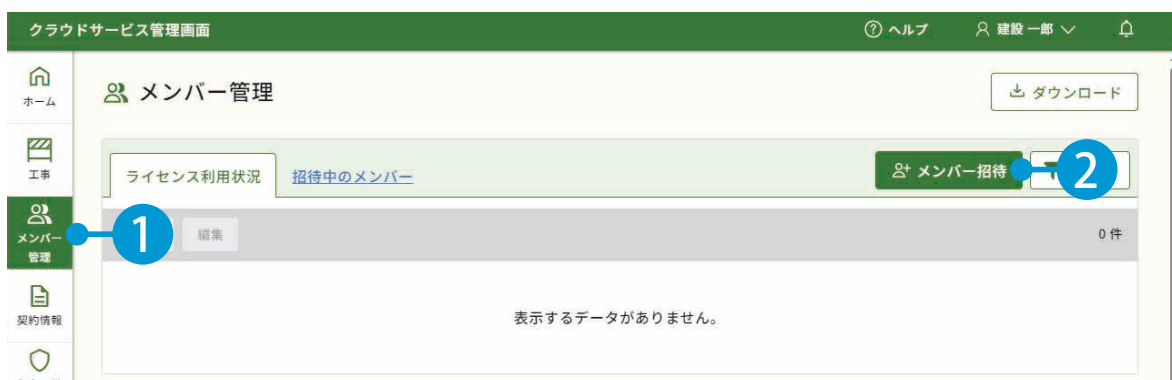 クラウドサービス管理画面
ヘルプ
建設 一郎
ホーム
メンバー管理
ダウンロード
工事
ライセンス利用状況
招待中のメンバー
メンバー招待
2
メンバー
管理
1
編集
0 件
契約情報
表示するデータがありません。